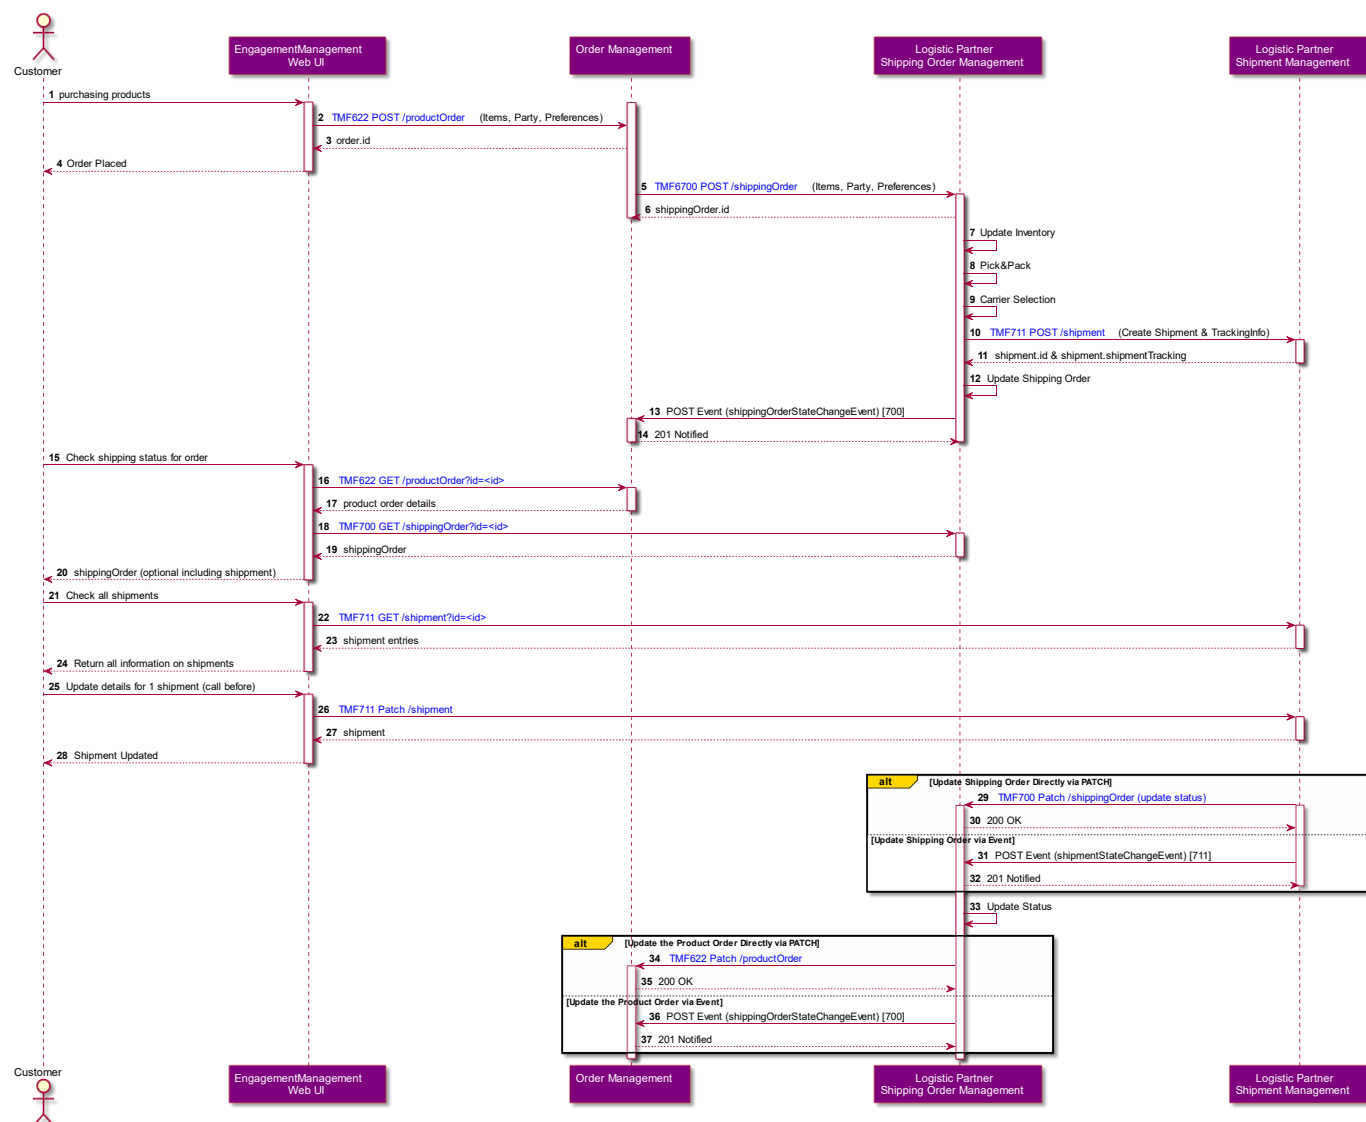 Customer
EngagementManagement
Web UI
Order Management
Logistic Partner
Shipping Order Management
Logistic Partner
Shipment Management
1 purchasing products
2 TMF622 POST /productOrder (Items, Party, Preferences)
3 order.id
4 Order Placed
5 TMF6700 POST /shippingOrder (Items, Party, Preferences)
6 shippingOrder.id
7 Update Inventory
8 Pick&Pack
9 Carrier Selection
10 TMF711 POST /shipment (Create Shipment & TrackingInfo)
11 shipment.id & shipment.shipmentTracking
12 Update Shipping Order
13 POST Event (shippingOrderStateChangeEvent) [700]
14 201 Notified
15 Check shipping status for order
16 TMF622 GET /productOrder?id=<id>
17 product order details
18 TMF700 GET /shippingOrder?id=<id>
19 shippingOrder
20 shippingOrder (optional including shippment)
21 Check all shipments
22 TMF711 GET /shipment?id=<id>
23 shipment entries
24 Return all information on shipments
25 Update details for 1 shipment (call before)
26 TMF711 Patch /shipment
27 shipment
28 Shipment Updated
alt [Update Shipping Order Directly via PATCH]
29 TMF700 Patch /shippingOrder (update status)
30 200 OK
[Update Shipping Order via Event]
31 POST Event (shipmentStateChangeEvent) [711]
32 201 Notified
33 Update Status
alt [Update the Product Order Directly via PATCH]
34 TMF622 Patch /productOrder
35 200 OK
[Update the Product Order via Event]
36 POST Event (shippingOrderStateChangeEvent) [700]
37 201 Notified
Customer
EngagementManagement
Web UI
Order Management
Logistic Partner
Shipping Order Management
Logistic Partner
Shipment Management